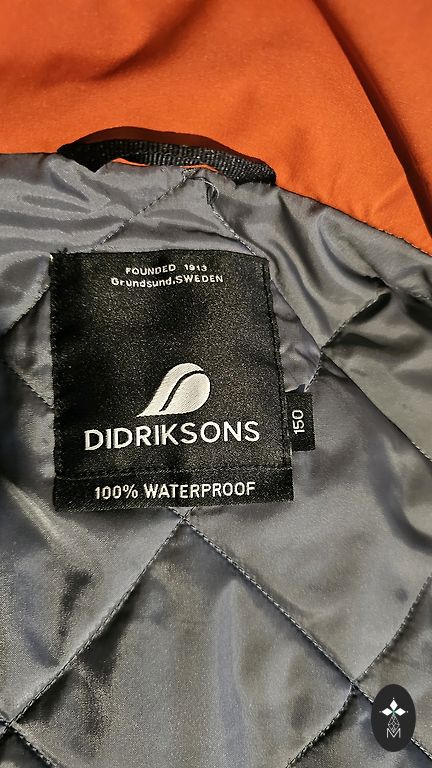 FOUNDED 1913
Grundsund,SWEDEN
DIDRIKSONS
150
100% WATERPROOF
M